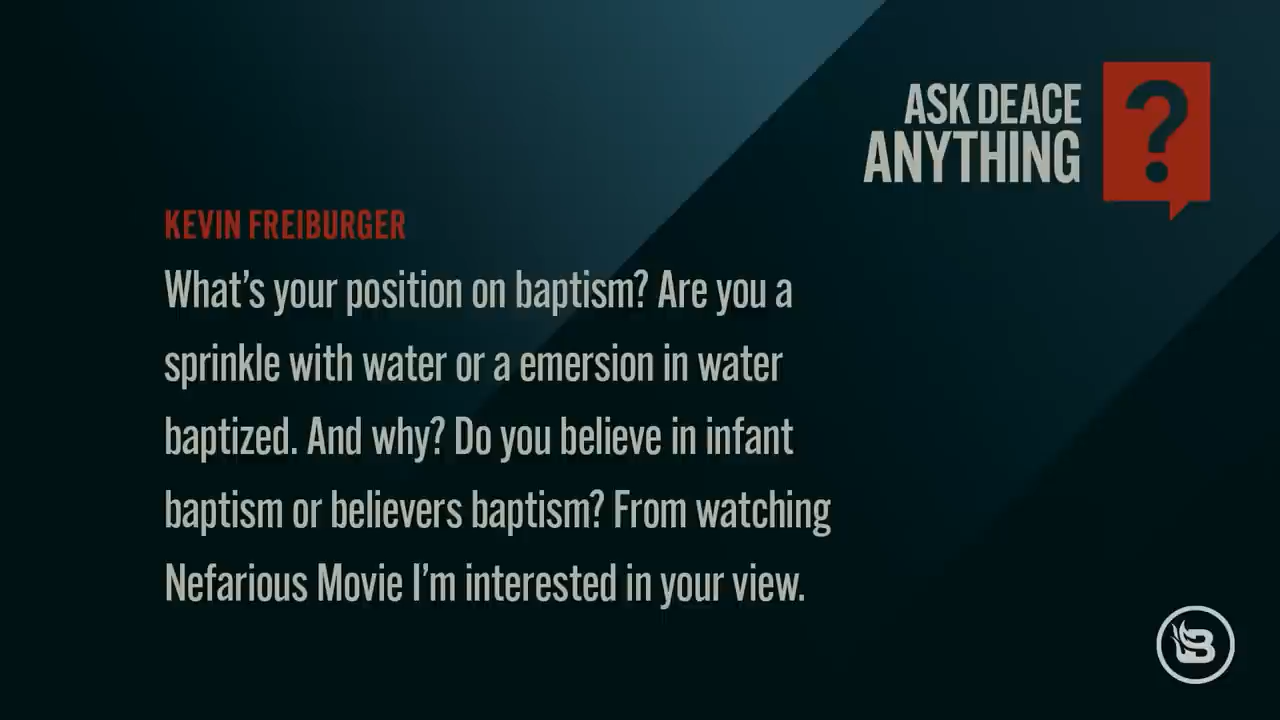 ASK DEACE
ANYTHING
?
KEVIN FREIBURGER
What's your position on baptism? Are you a
sprinkle with water or a emersion in water
baptized. And why? Do you believe in infant
baptism or believers baptism? From watching
Nefarious Movie I'm interested in your view.
B